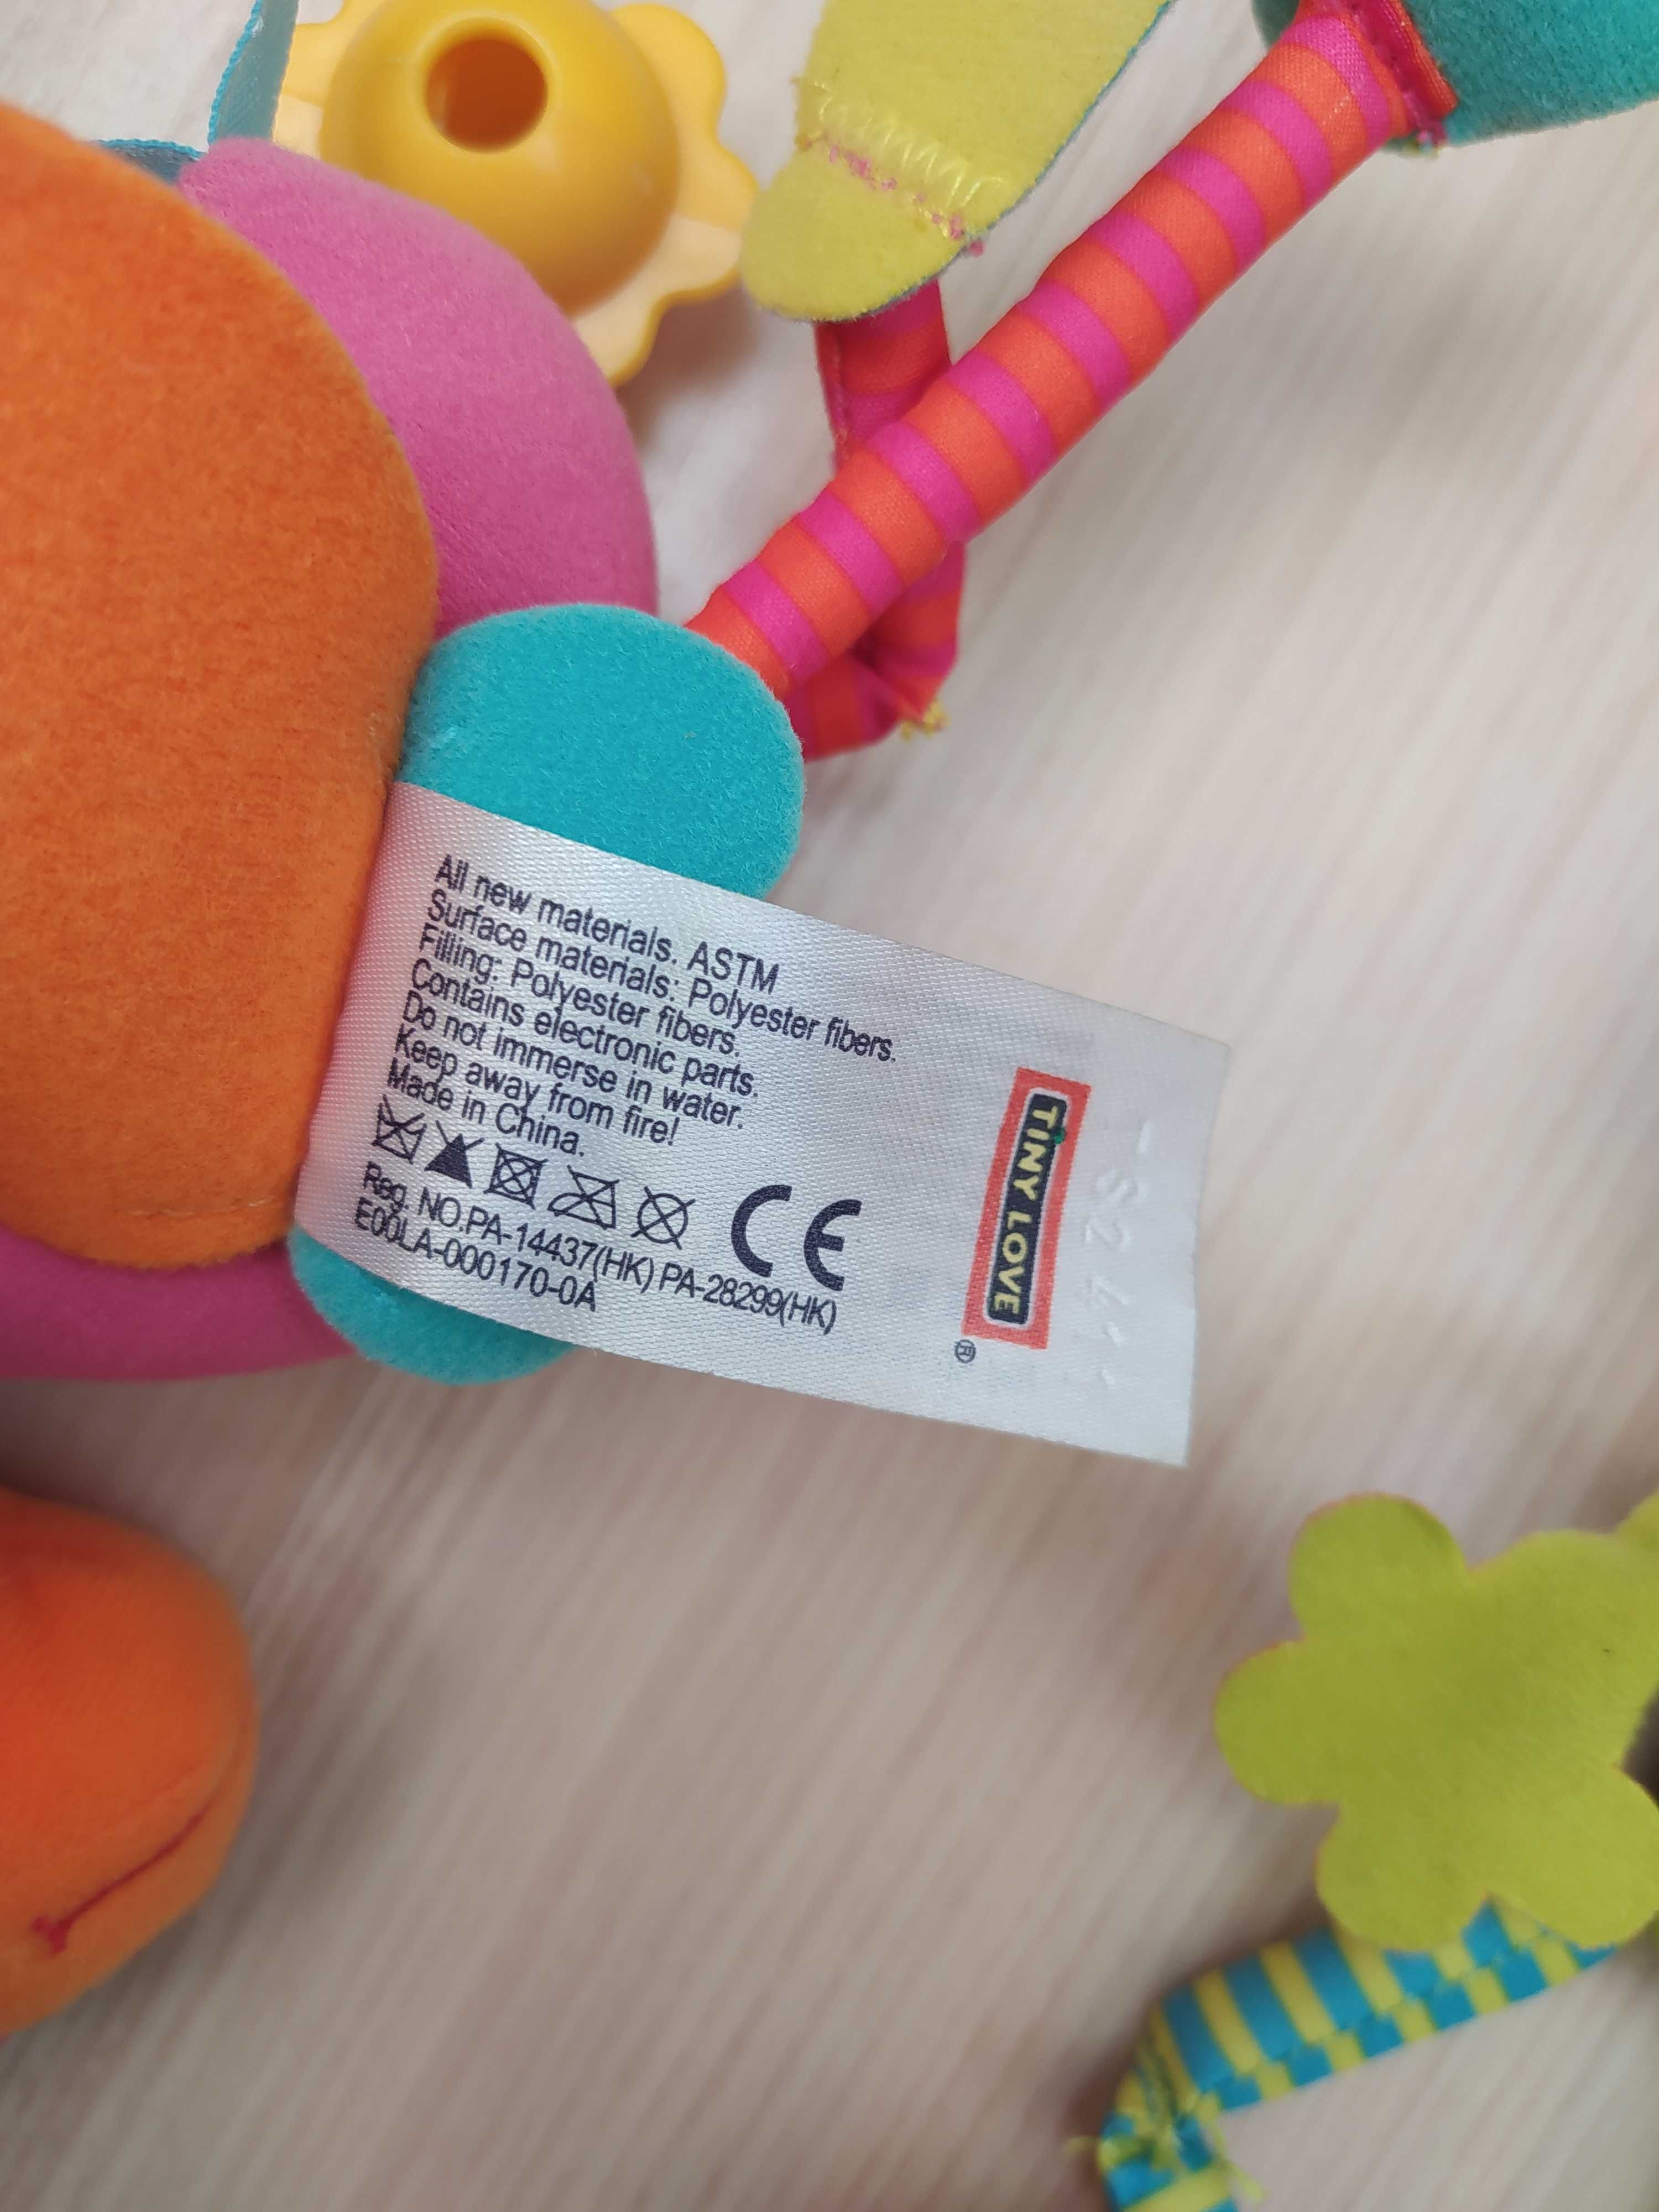 All new materials. ASTM
Surface materials: Polyester fibers.
Filling: Polyester fibers.
Contains electronic parts.
Do not immerse in water.
Keep away from fire!
Made in China.
CE
Reg. NO.PA-14437(HK) PA-28299(HK)
E00LA-000170-0A
TINY LOVE
®